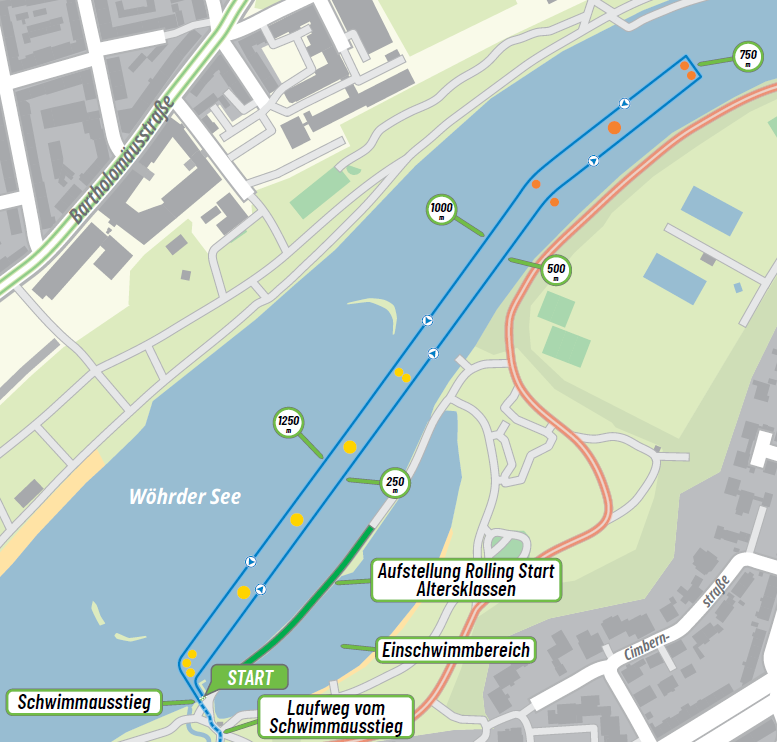 750
m
Bartholomäusstraße
1000
m
500
m
1250
m
250
m
Wöhrder See
Aufstellung Rolling Start
Altersklassen
Einschwimmbereich
Cimbern-
straße
START
Schwimmausstieg
Laufweg vom
Schwimmausstieg